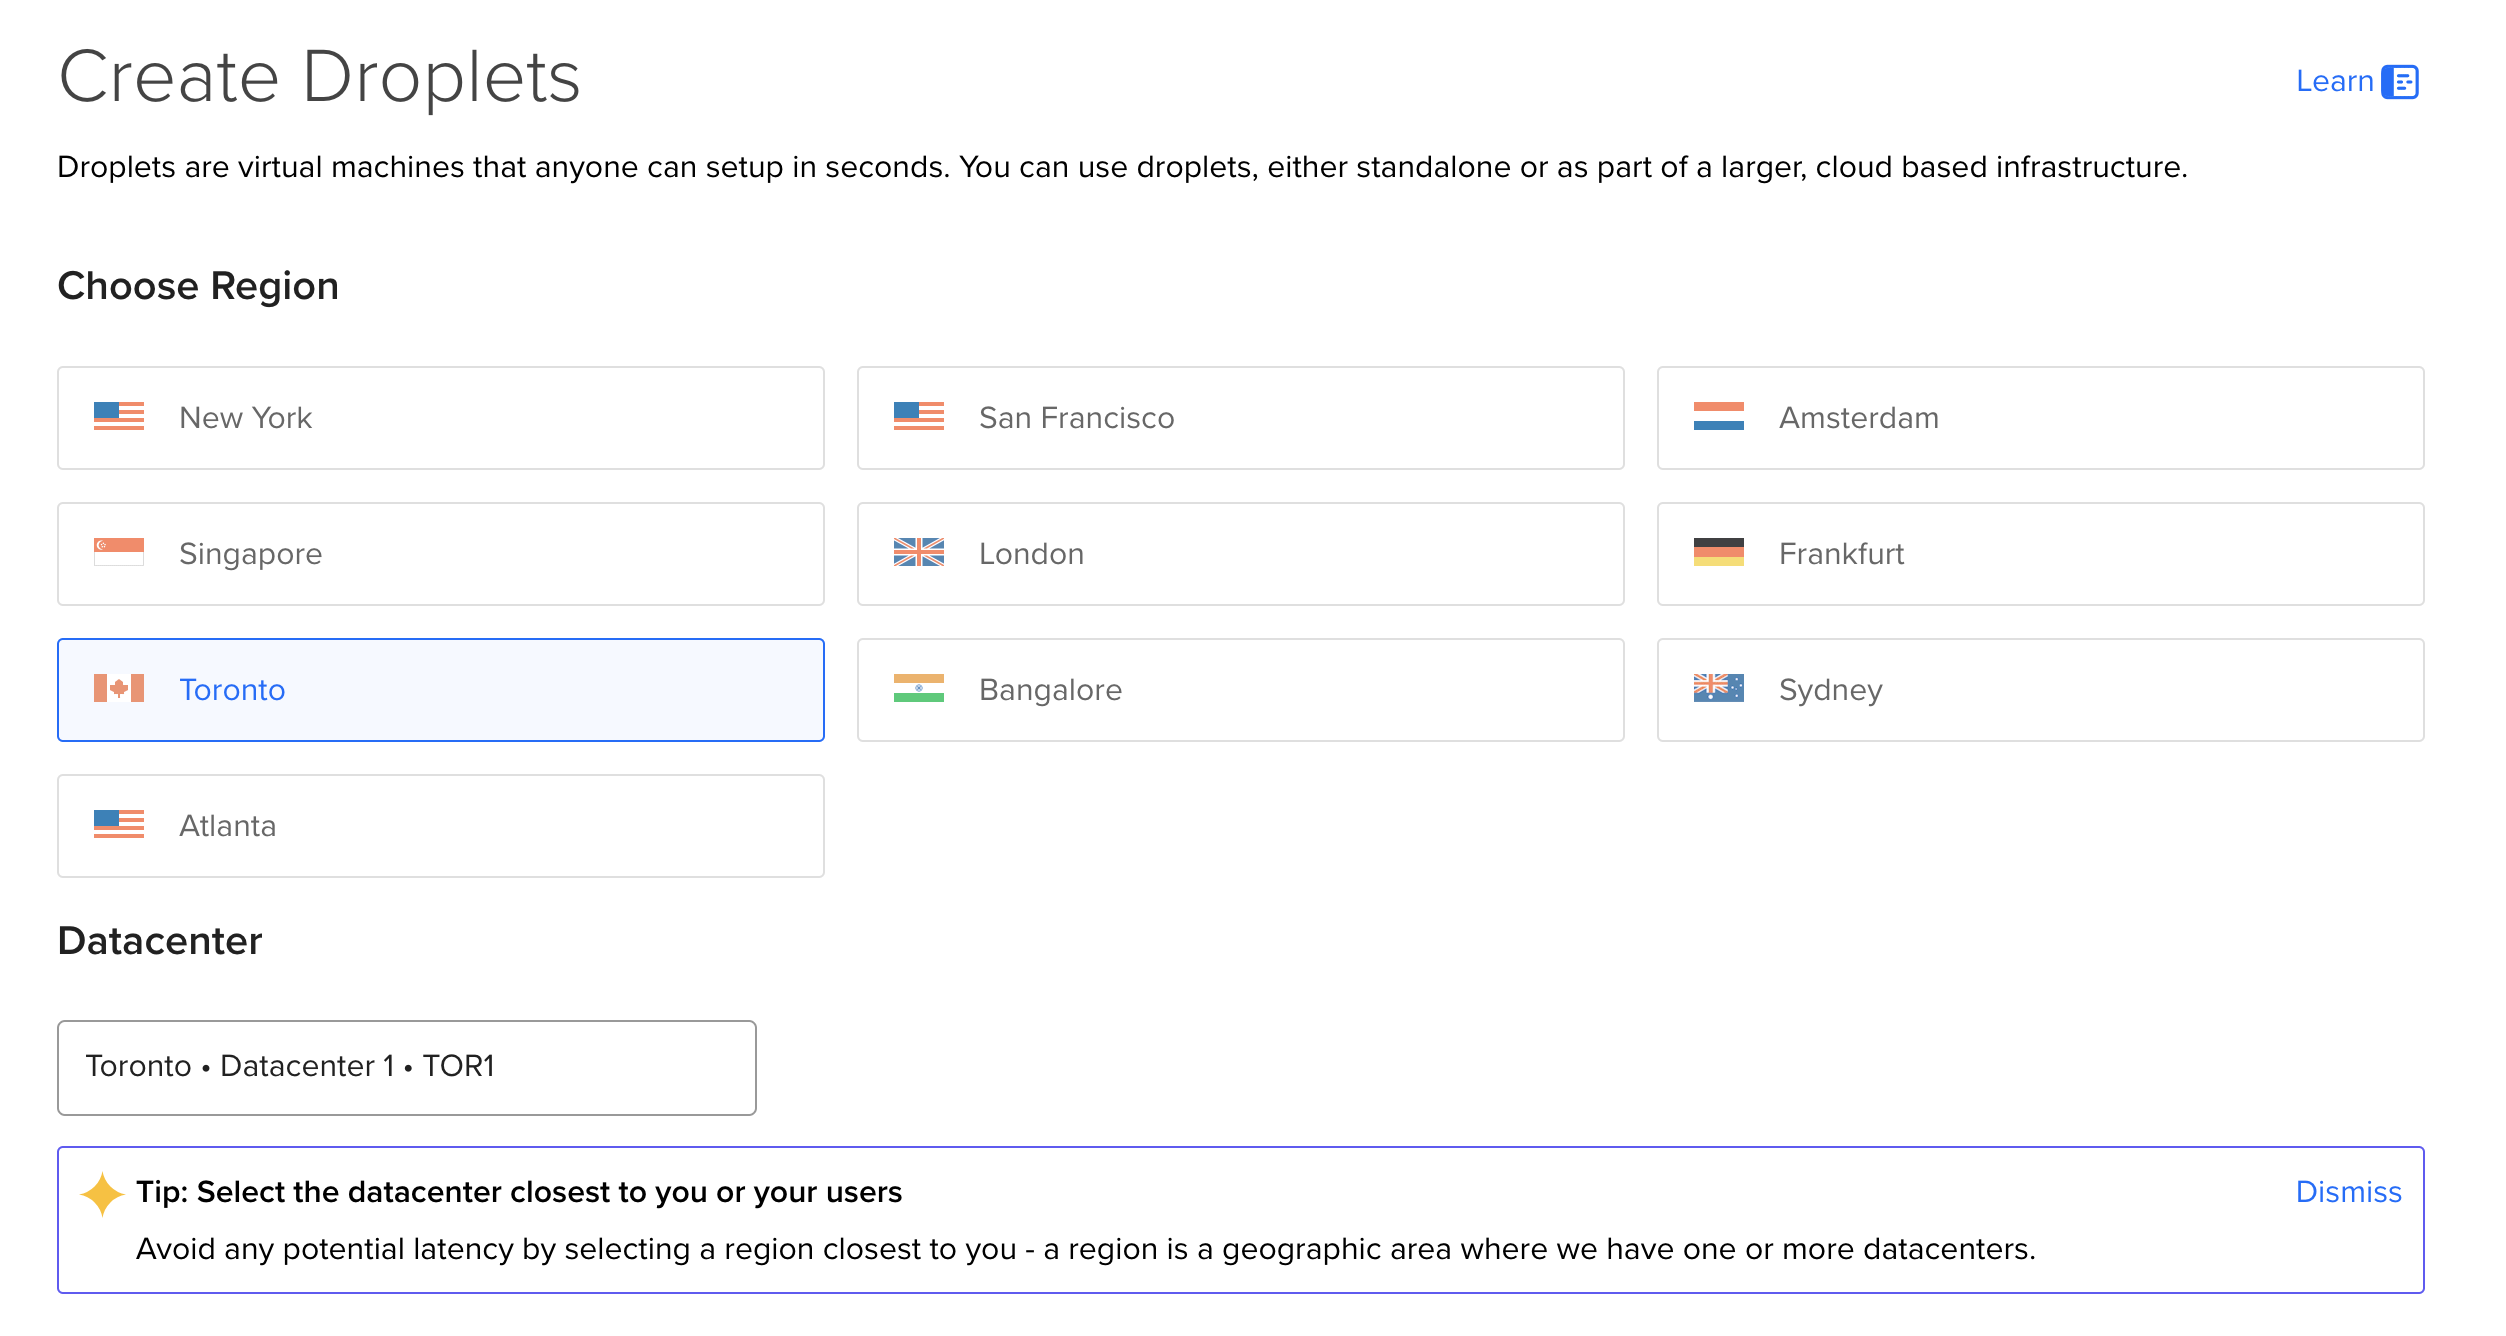 Create Droplets
Learn
Droplets are virtual machines that anyone can setup in seconds. You can use droplets, either standalone or as part of a larger, cloud based infrastructure.
Choose Region
New York
San Francisco
Amsterdam
Singapore
London
Frankfurt
Toronto
Bangalore
Sydney
Atlanta
Datacenter
Toronto • Datacenter 1 • TOR1
Tip: Select the datacenter closest to you or your users
Dismiss
Avoid any potential latency by selecting a region closest to you - a region is a geographic area where we have one or more datacenters.